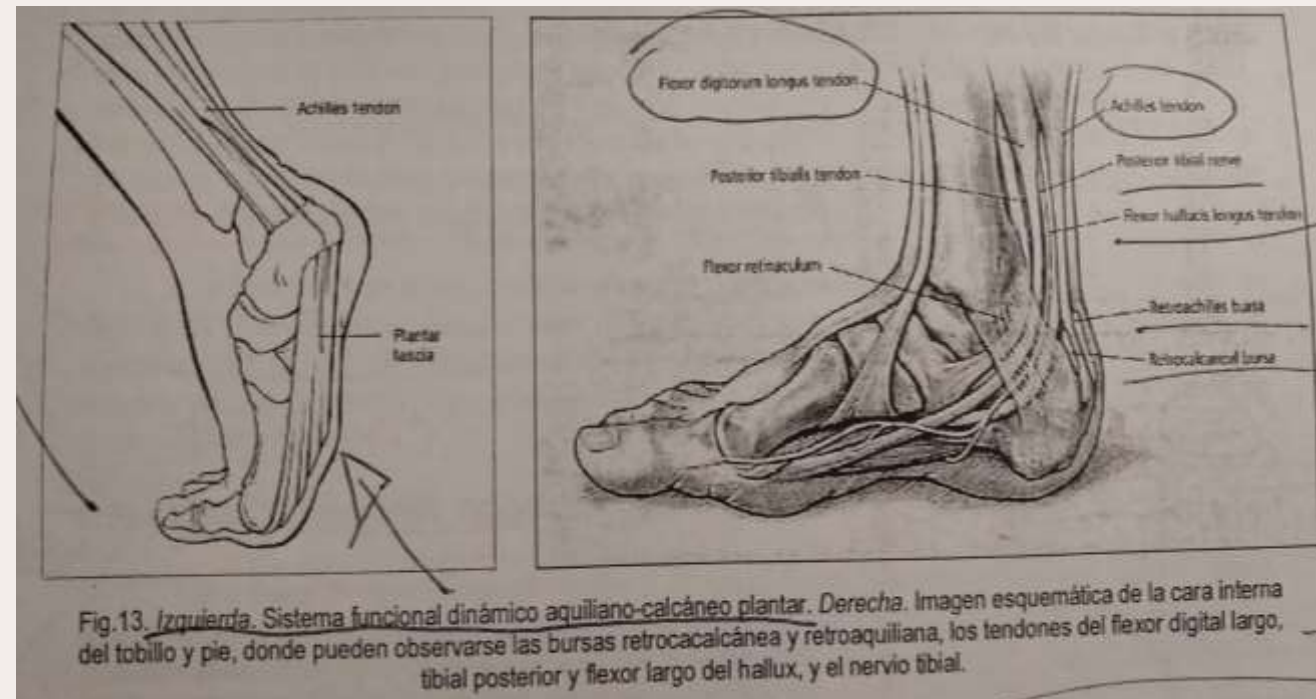 Achilles tendon
Plantar
fascia
Flexor digitorum longus tendon
Posterior tibialis tendon
Flexor retinaculum
Achilles tendon
Posterior tibial nerve
Flexor hallucis longus tendon
Retroachilles bursa
Retrocalcaneal bursa
Fig.13. Izquierda. Sistema funcional dinámico aquiliano-calcáneo plantar. Derecha. Imagen esquemática de la cara interna
del tobillo y pie, donde pueden observarse las bursas retrocacalcánea y retroaquiliana, los tendones del flexor digital largo,
tibial posterior y flexor largo del hallux, y el nervio tibial.